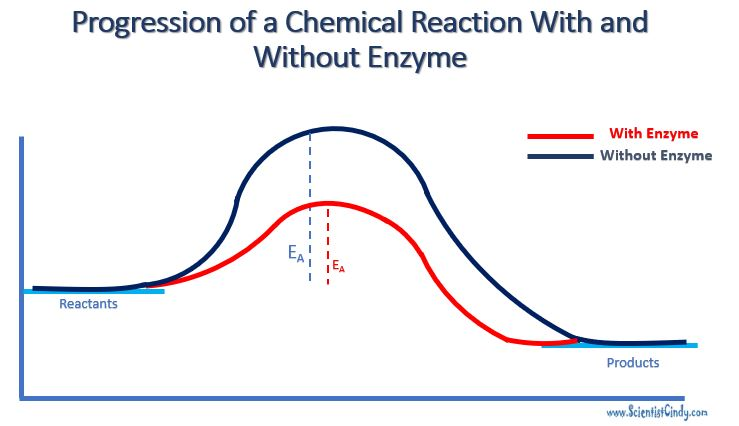 Progression of a Chemical Reaction With and
Without Enzyme
With Enzyme
Without Enzyme
EA
EA
Reactants
Products
www.ScientistCindy.com